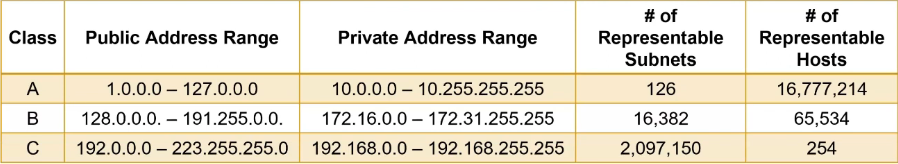 Class Public Address Range Private Address Range # of Representable Subnets # of Representable Hosts
A 1.0.0.0 – 127.0.0.0 10.0.0.0 – 10.255.255.255 126 16,777,214
B 128.0.0.0. – 191.255.0.0. 172.16.0.0 – 172.31.255.255 16,382 65,534
C 192.0.0.0 – 223.255.255.0 192.168.0.0 – 192.168.255.255 2,097,150 254